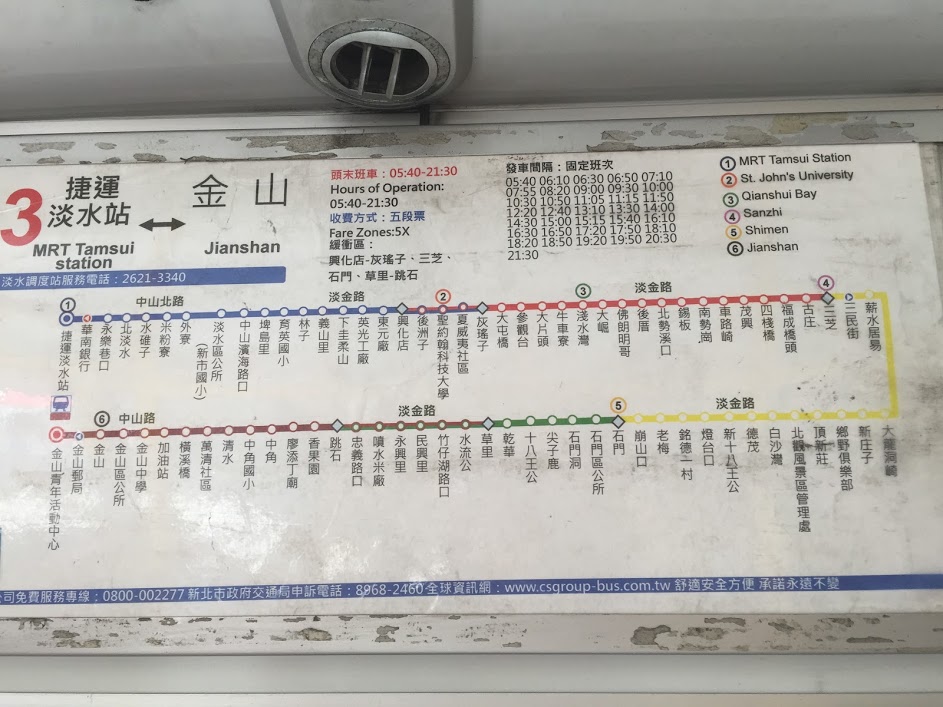 3
捷運
淡水站
金山
MRT Tamsui
station
Jianshan
淡水調度站服務電話：2621-3340
頭末班車：05:40-21:30
Hours of Operation:
05:40-21:30
收費方式：五段票
Fare Zones:5X
緩衝區：
興化店-灰瑤子、三芝、
石門、草里-跳石
發車間隔：固定班次
05:40 06:10 06:30 06:50 07:10
07:55 08:20 09:00 09:30 10:00
10:30 10:50 11:05 11:15 11:50
12:20 12:40 13:10 13:30 14:00
14:30 15:00 15:15 15:40 16:10
16:30 16:50 17:20 17:50 18:10
18:20 18:50 19:20 19:50 20:30
21:30
1 MRT Tamsui Station
2 St. John's University
3 Qianshui Bay
4 Sanzhi
5 Shimen
6 Jianshan
1
中山北路
淡金路
2
3
淡金路
4
捷運淡水站
華南銀行
永樂巷口
北淡水
水碓子
米粉寮
外寮
淡水區公所
（新市國小）
中山濱海路口
埤島里
育英國小
林子
義山里
下圭柔山
英光工廠
東元廠
興化店
後洲子
聖約翰科技大學
夏威夷社區
灰瑤子
大屯橋
參觀台
大片頭
牛車寮
淺水灣
大崛
佛朗明哥
後厝
北勢溪口
錫板
南勢崗
車路崎
茂興
四棧橋
福成橋頭
古庄
三芝
三民街
薪水居易
6
中山路
淡金路
5
淡金路
金山青年活動中心
金山郵局
金山
金山區公所
金山中學
加油站
橫溪橋
萬清社區
清水
中角國小
中角
廖添丁廟
香果園
跳石
忠義路口
噴水米廠
永興里
民興里
竹仔湖路口
水流公
草里
乾華
十八王公
尖子鹿
石門洞
石門區公所
石門
崩山口
老梅
銘德一村
燈台口
新十八王公
德茂
白沙灣
北觀風景區管理處
頂新莊
鄉野俱樂部
新庄子
大龍洞崎
公司免費服務專線：0800-002277 新北市政府交通局申訴電話：8968-2460 全球資訊網：www.csgroup-bus.com.tw 舒適安全方便 承諾永遠不變